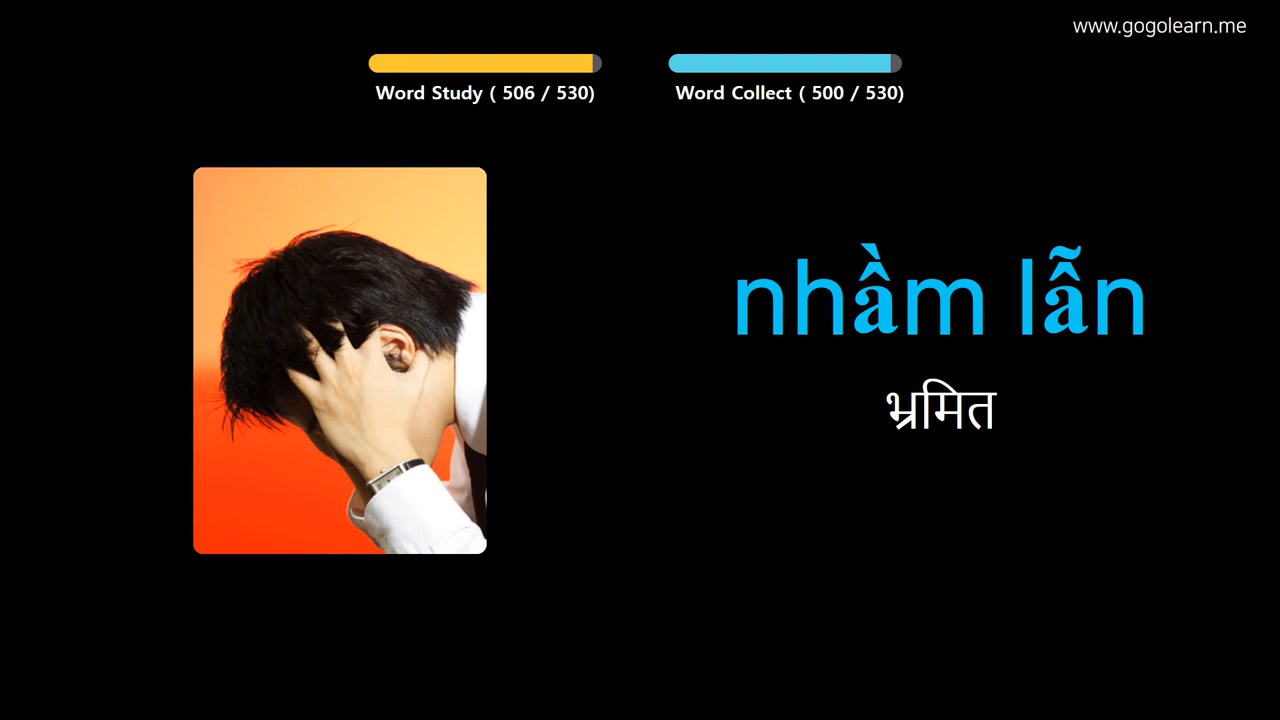 www.gogolearn.me
Word Study ( 506 / 530)
Word Collect ( 500 / 530)
nhầm lẫn
भ्रमित